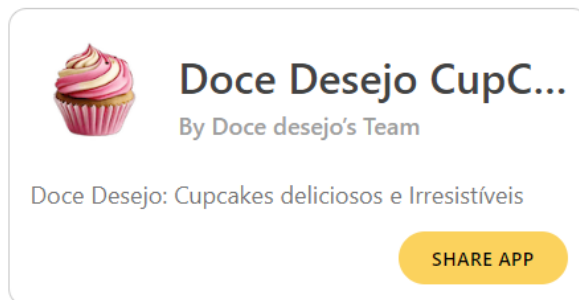 Doce Desejo CupC...
By Doce desejo's Team
Doce Desejo: Cupcakes deliciosos e Irresistíveis
SHARE APP